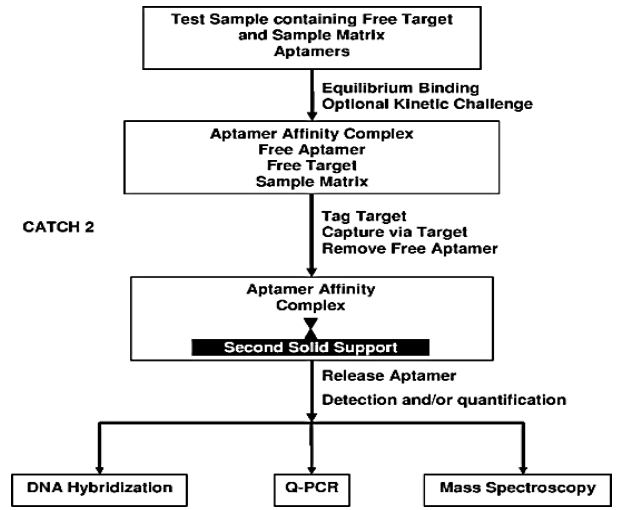 Test Sample containing Free Target
and Sample Matrix
Aptamers
Equilibrium Binding
Optional Kinetic Challenge
Aptamer Affinity Complex
Free Aptamer
Free Target
Sample Matrix
CATCH 2
Tag Target
Capture via Target
Remove Free Aptamer
Aptamer Affinity
Complex
Second Solid Support
Release Aptamer
Detection and/or quantification
DNA Hybridization
Q-PCR
Mass Spectroscopy